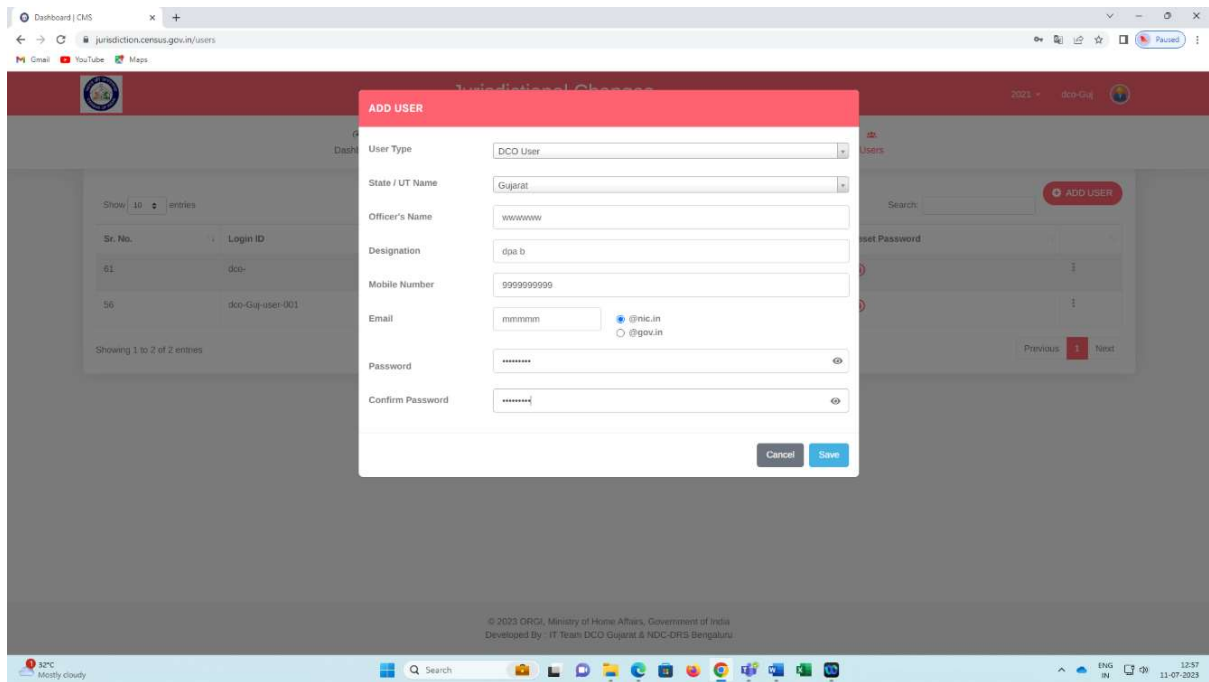 Dashboard | CMS
jurisdiction.census.gov.in/users
Paused
Gmail YouTube Maps
Jurisdictional Changes
2021 dco-Guj
ADD USER
Users
User Type DCO User
State / UT Name Gujarat
ADD USER
Show 10 entries
Search:
Officer's Name wwwwww
Sr. No. Login ID
Password
Designation dpa b
61 dco-
Mobile Number 9999999999
56 dco-Guj-user-001
Email mmmmm @nic.in
@gov.in
Showing 1 to 2 of 2 entries
Previous 1 Next
Password
Confirm Password
Cancel Save
© 2023 ORGI, Ministry of Home Affairs, Government of India
Developed By : IT Team DCO Gujarat & NDC-DRS Bengaluru
1
32°C
Mostly cloudy
Search
ENG
IN
12:57
11-07-2023